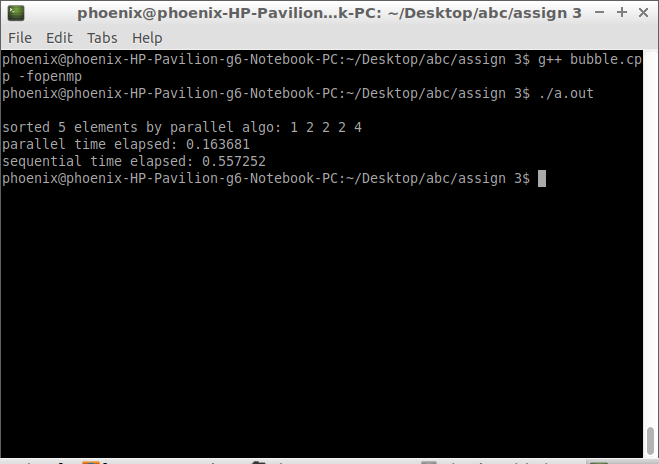 phoenix@phoenix-HP-Pavilion…k-PC: ~/Desktop/abc/assign 3
File Edit Tabs Help
phoenix@phoenix-HP-Pavilion-g6-Notebook-PC:~/Desktop/abc/assign 3$ g++ bubble.cp
p -fopenmp
phoenix@phoenix-HP-Pavilion-g6-Notebook-PC:~/Desktop/abc/assign 3$ ./a.out
sorted 5 elements by parallel algo: 1 2 2 2 4
parallel time elapsed: 0.163681
sequential time elapsed: 0.557252
phoenix@phoenix-HP-Pavilion-g6-Notebook-PC:~/Desktop/abc/assign 3$